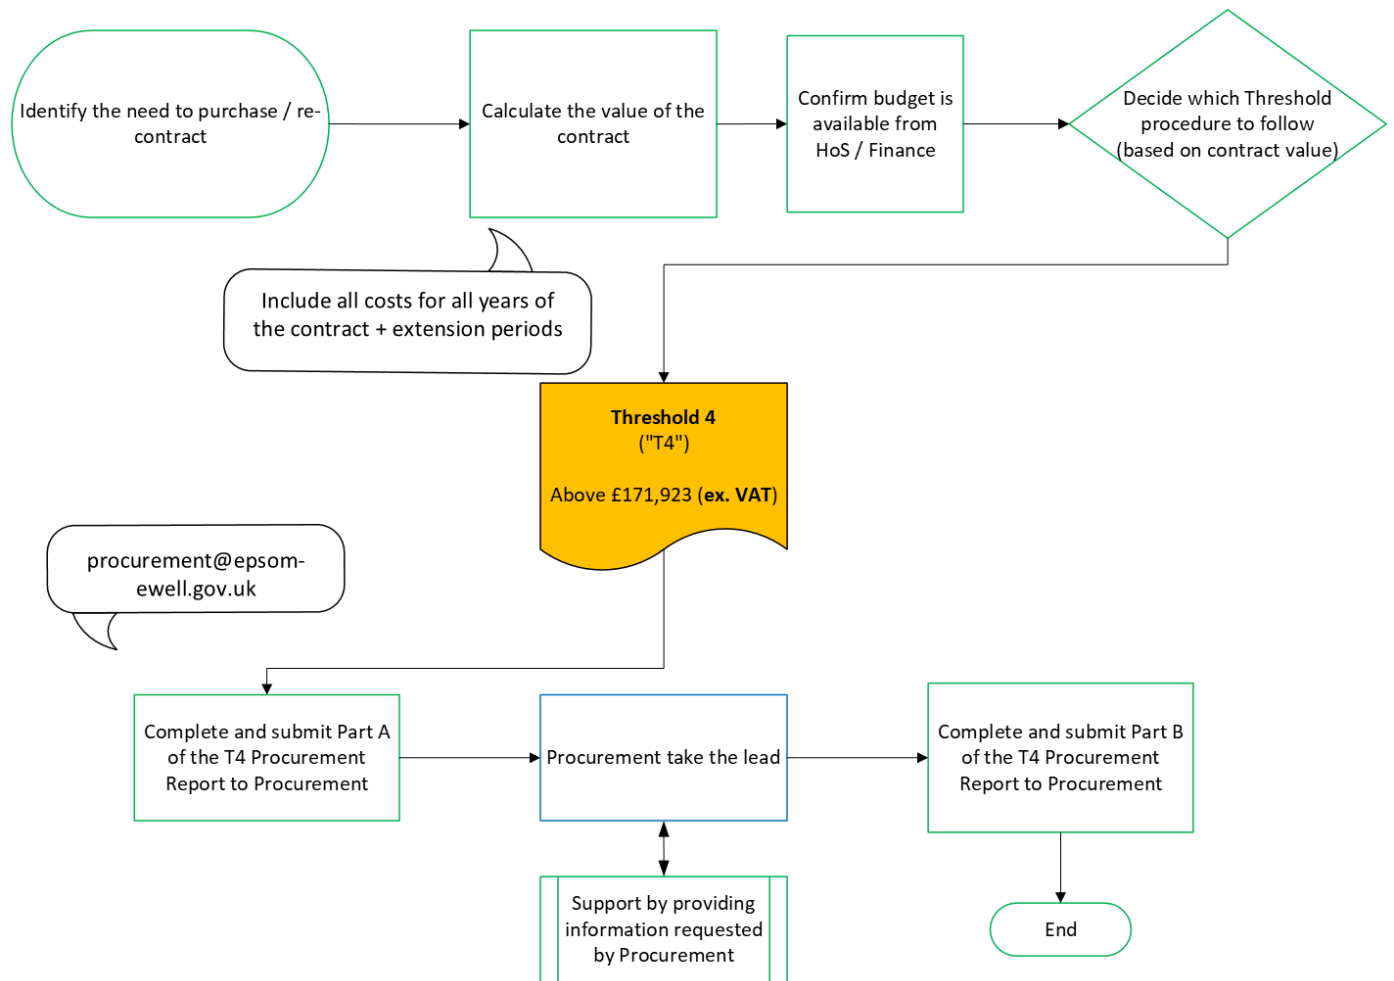 Identify the need to purchase / re-
contract
Calculate the value of the
contract
Confirm budget is
available from
HoS / Finance
Decide which Threshold
procedure to follow
(based on contract value)
Include all costs for all years of
the contract + extension periods
Threshold 4
("T4")
Above £171,923 (ex. VAT)
procurement@epsom-
ewell.gov.uk
Complete and submit Part A
of the T4 Procurement
Report to Procurement
Procurement take the lead
Complete and submit Part B
of the T4 Procurement
Report to Procurement
Support by providing
information requested
by Procurement
End